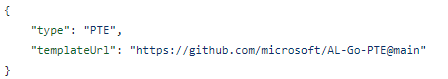 {
    "type": "PTE",
    "templateUrl": "https://github.com/microsoft/AL-Go-PTE@main"
}